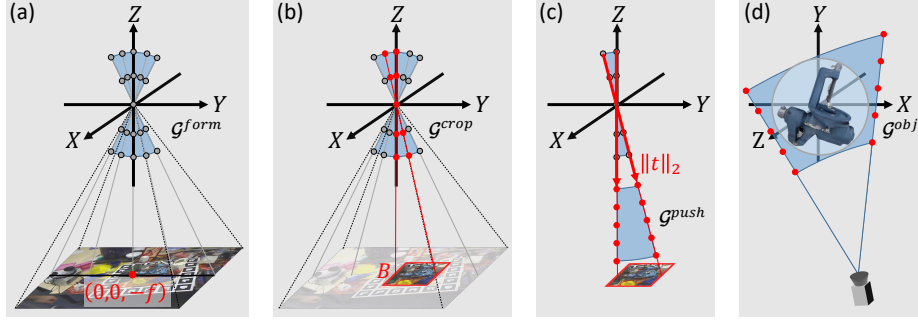 (a)
Z
Y
X
𝒢^form
(0,0, −f)
(b)
Z
Y
X
𝒢^crop
B
(c)
Z
Y
X
‖t‖₂
𝒢^push
(d)
Y
X
Z
𝒢^obj